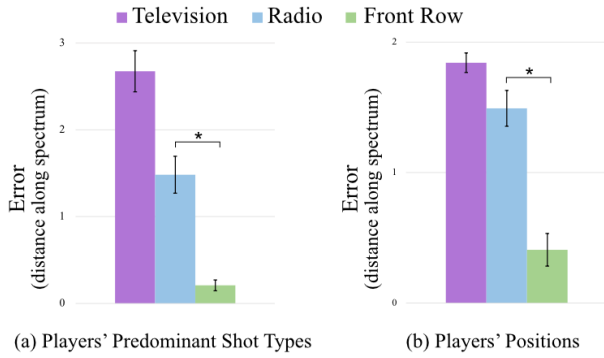 Television Radio Front Row
3
2
1
0
Error
(distance along spectrum)
*
(a) Players' Predominant Shot Types
2
1
0
Error
(distance along spectrum)
*
(b) Players' Positions